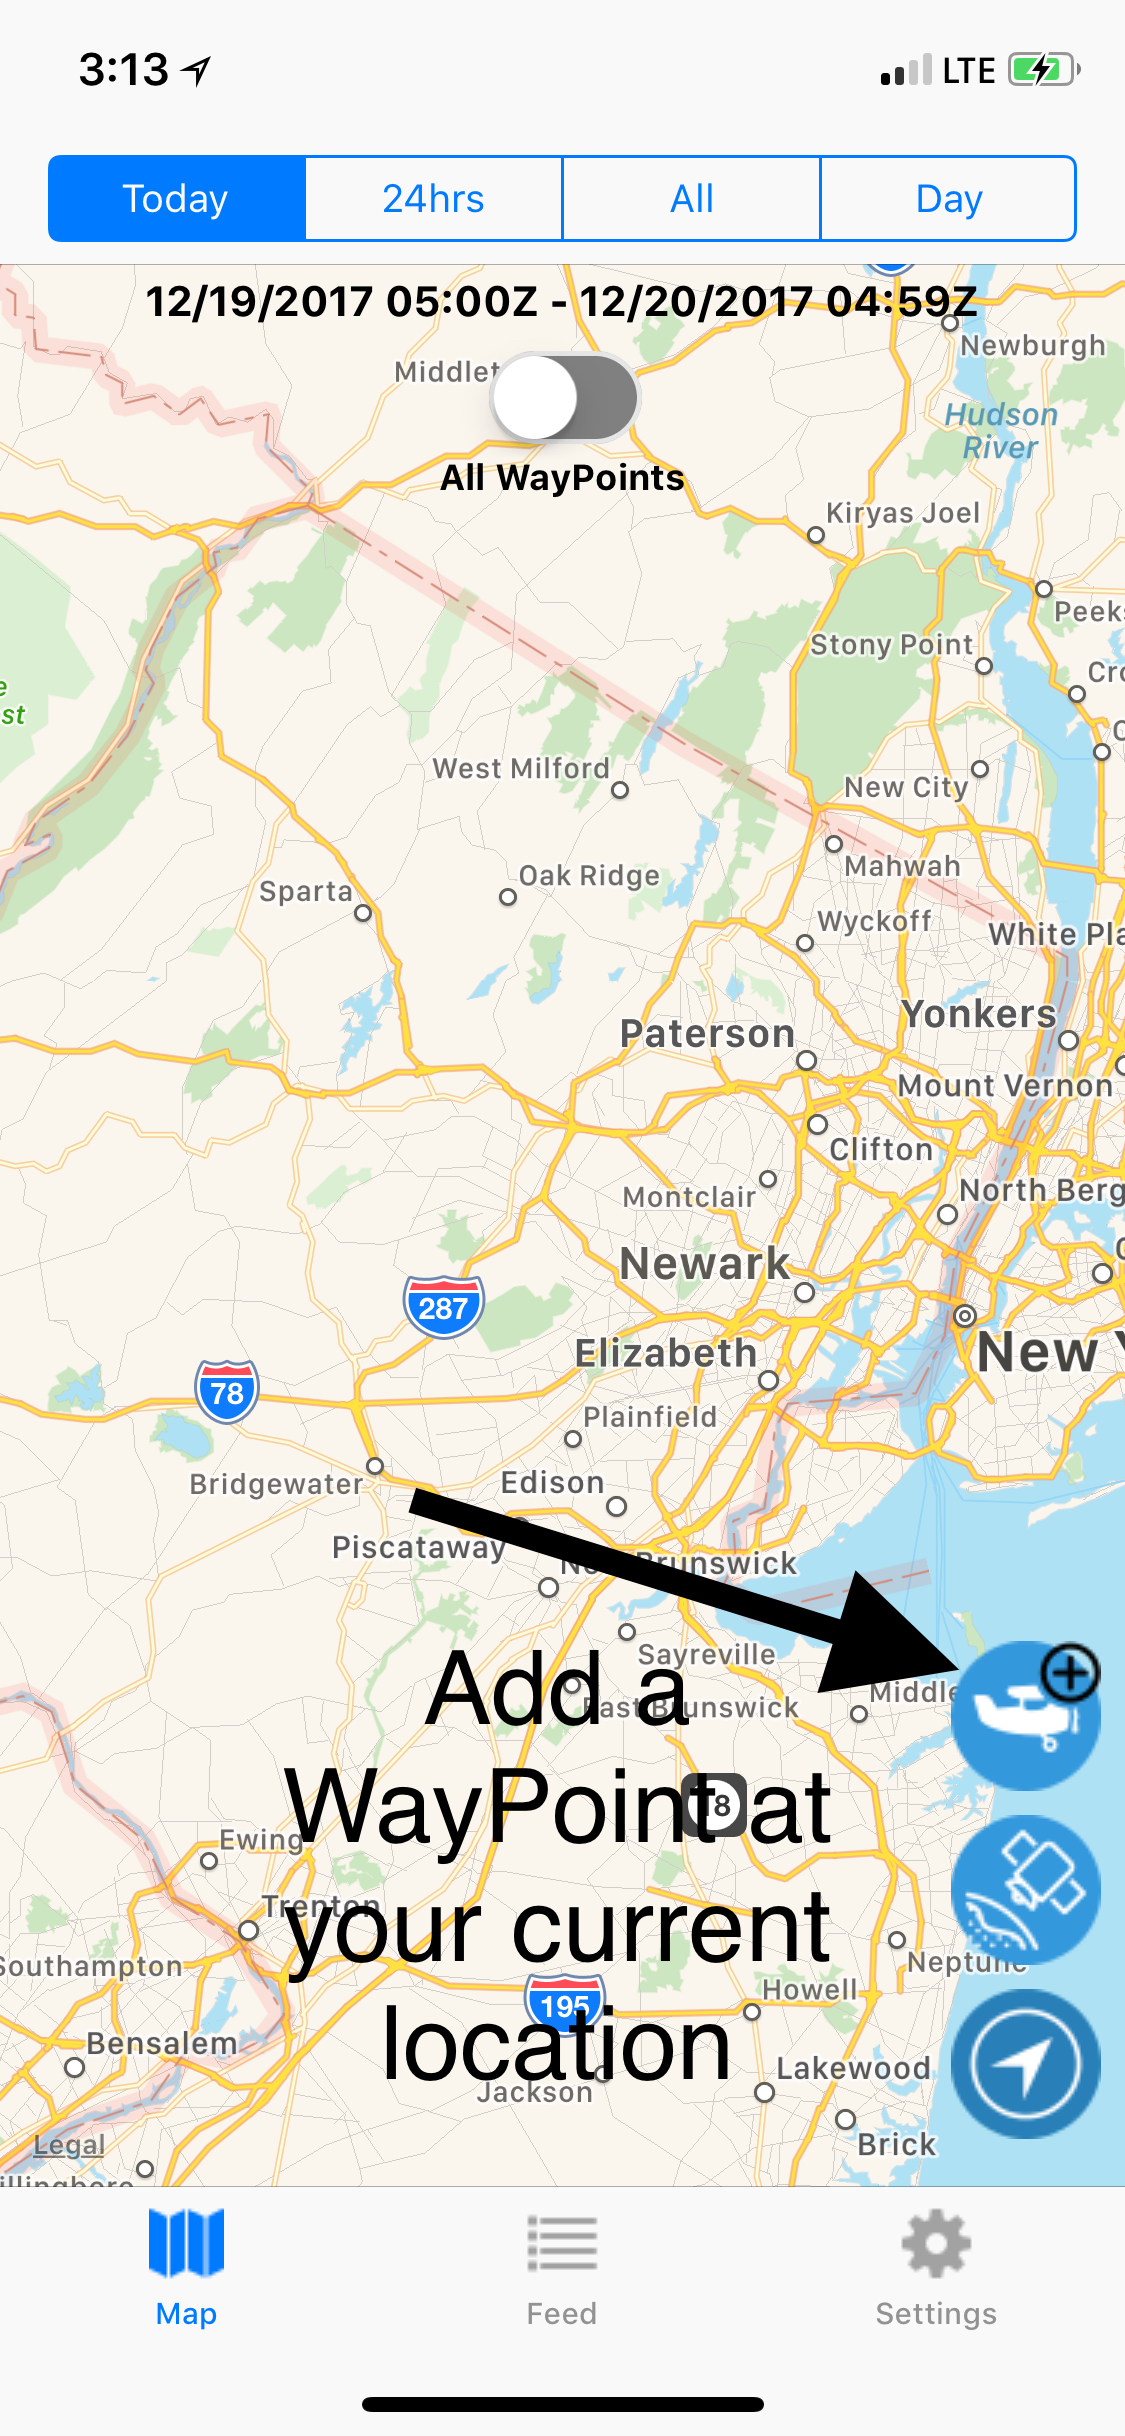 3:13 LTE
Today 24hrs All Day
12/19/2017 05:00Z - 12/20/2017 04:59Z
Newburgh
Middlet
Hudson
River
All WayPoints
Kiryas Joel
Peeks
Stony Point
Cro
st
West Milford
New City
Mahwah
Oak Ridge
Sparta
Wyckoff
White Pla
Yonkers
Paterson
Mount Vernon
Clifton
North Berg
Montclair
Newark
287
Elizabeth
New Y
78
Plainfield
Edison
Bridgewater
Piscataway
Brunswick
Sayreville
Middle
East Brunswick
Add a
WayPoint at
your current
location
18
Ewing
Trenton
Southampton
Neptune
Howell
195
Bensalem
Lakewood
Jackson
Brick
Legal
illingboro
Map Feed Settings